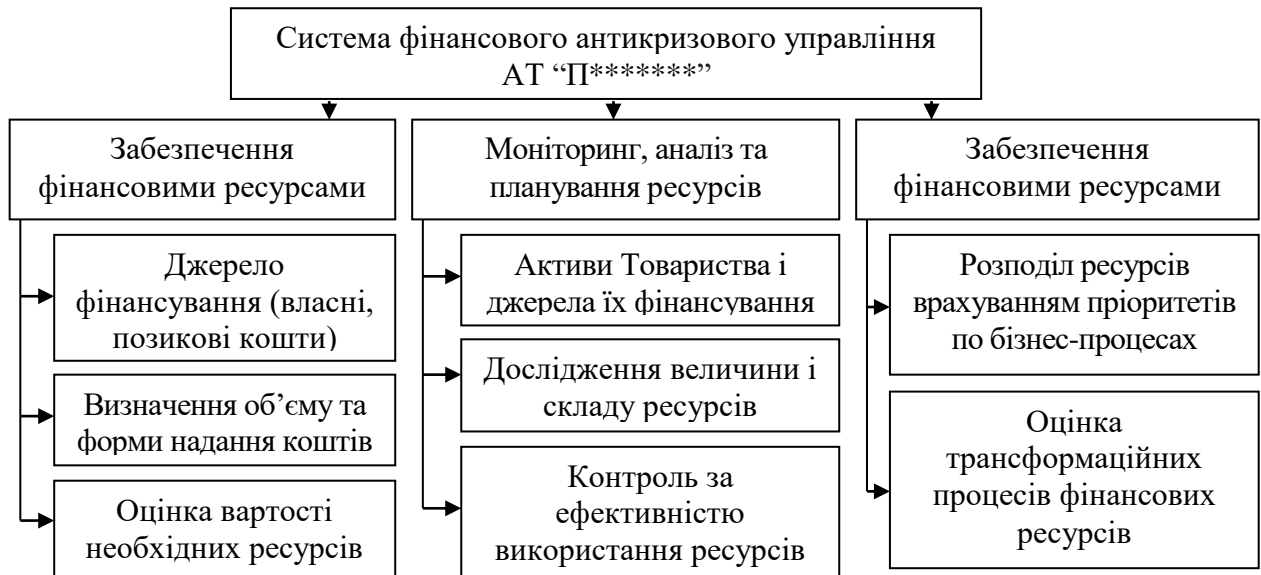 Система фінансового антикризового управління
АТ “П*******”
Забезпечення
фінансовими ресурсами
Джерело
фінансування (власні,
позикові кошти)
Визначення об’єму та
форми надання коштів
Оцінка вартості
необхідних ресурсів
Моніторинг, аналіз та
планування ресурсів
Активи Товариства і
джерела їх фінансування
Дослідження величини і
складу ресурсів
Контроль за
ефективністю
використання ресурсів
Забезпечення
фінансовими ресурсами
Розподіл ресурсів
врахуванням пріоритетів
по бізнес-процесах
Оцінка
трансформаційних
процесів фінансових
ресурсів